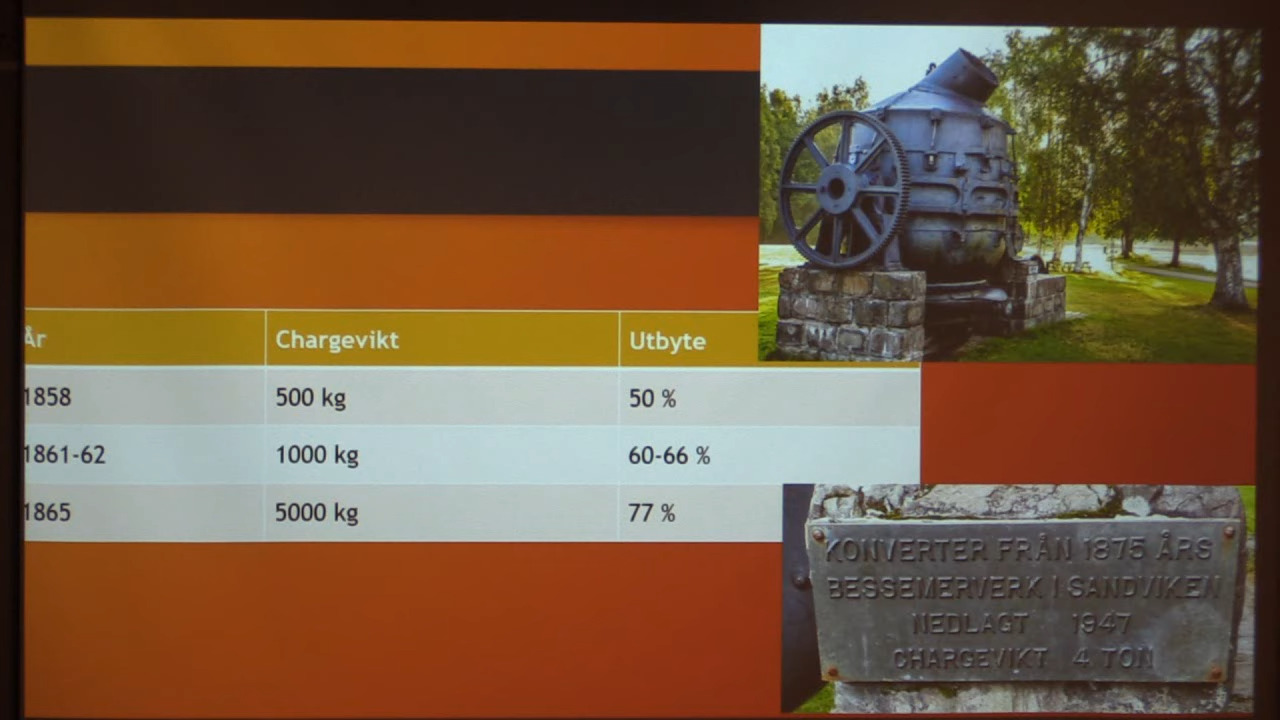 År Chargevikt Utbyte
1858 500 kg 50 %
1861-62 1000 kg 60-66 %
1865 5000 kg 77 %
KONVERTER FRÅN 1875 ÅRS
BESSEMERVERK I SANDVIKEN
NEDLAGT 1947
CHARGEVIKT 4 TON